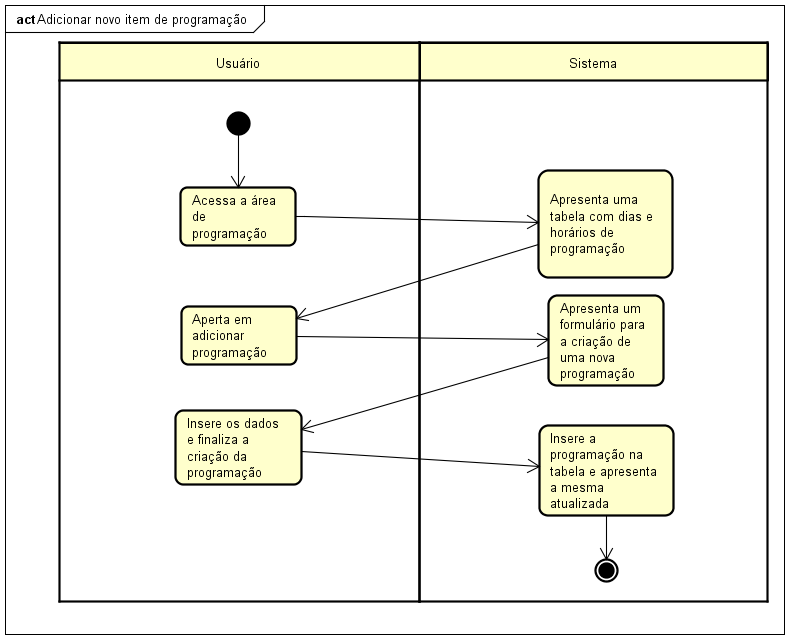 act Adicionar novo item de programação
Usuário
Sistema
Acessa a área
de
programação
Apresenta uma
tabela com dias e
horários de
programação
Aperta em
adicionar
programação
Apresenta um
formulário para
a criação de
uma nova
programação
Insere os dados
e finaliza a
criação da
programação
Insere a
programação na
tabela e apresenta
a mesma
atualizada